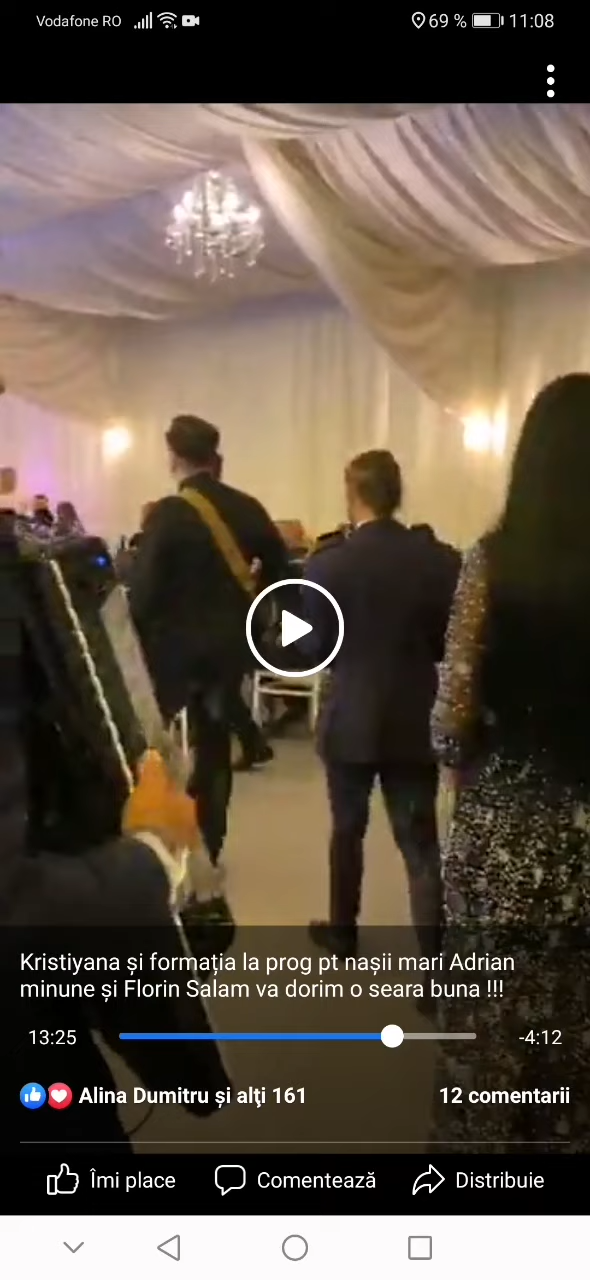 Vodafone RO 69 % 11:08
Kristiyana și formația la prog pt nașii mari Adrian
minune și Florin Salam va dorim o seara buna !!!
13:25 -4:12
Alina Dumitru și alţi 161 12 comentarii
Îmi place Comentează Distribuie